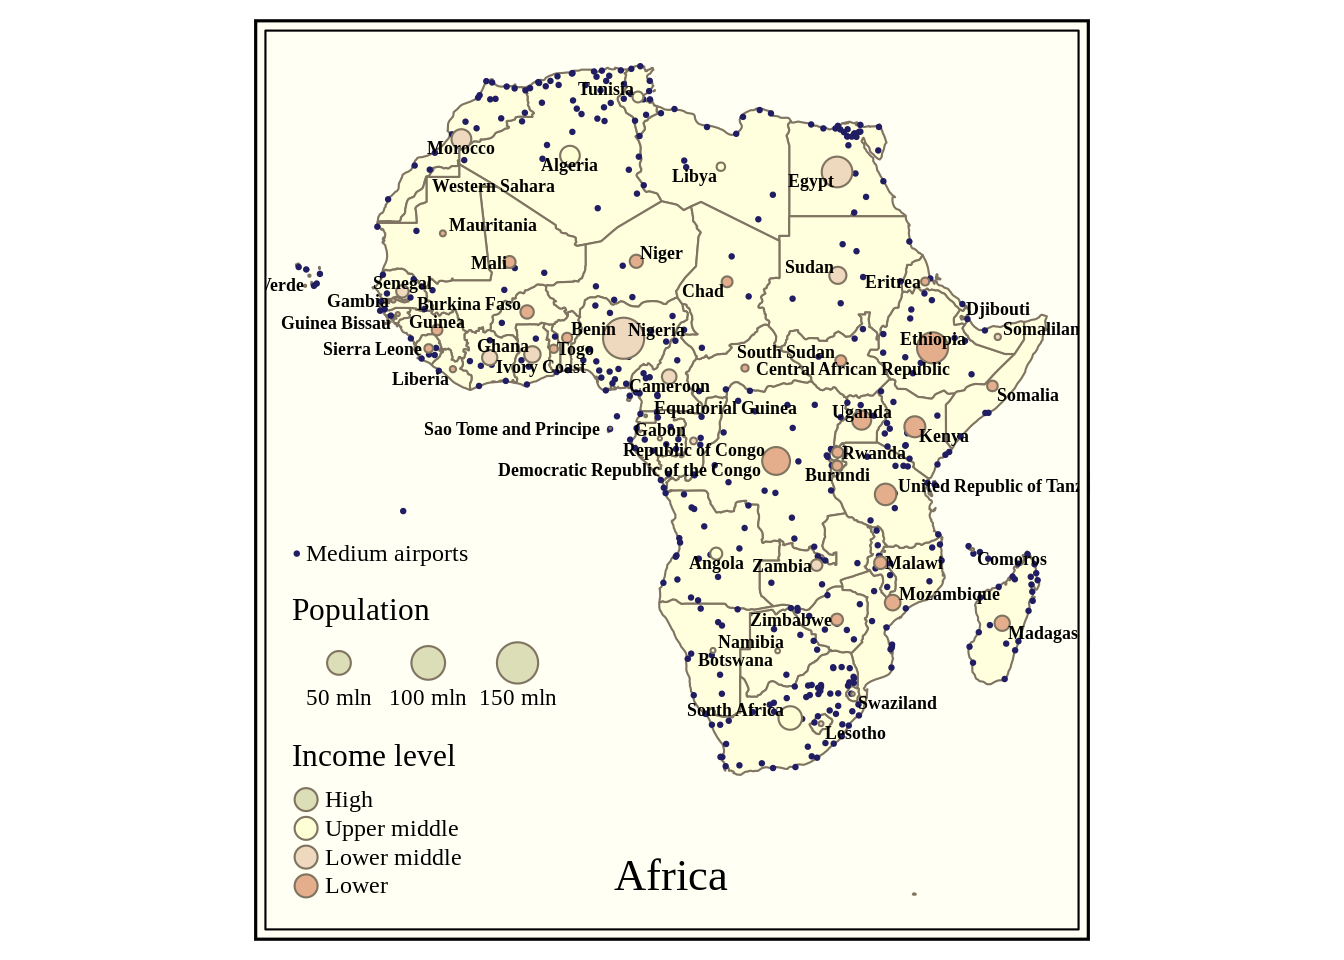 Tunisia
Morocco
Algeria
Libya
Egypt
Western Sahara
Mauritania
Mali
Niger
Chad
Sudan
Eritrea
Verde
Senegal
Gambia
Burkina Faso
Djibouti
Guinea Bissau
Guinea
Benin
Nigeria
Ethiopia
Somalilan
Sierra Leone
Ghana
Togo
South Sudan
Ivory Coast
Central African Republic
Liberia
Cameroon
Somalia
Equatorial Guinea
Uganda
Sao Tome and Principe
Gabon
Kenya
Republic of Congo
Rwanda
Democratic Republic of the Congo
Burundi
United Republic of Tanz
Medium airports
Angola
Zambia
Malawi
Comoros
Mozambique
Population
Zimbabwe
Madagas
Namibia
Botswana
50 mln 100 mln 150 mln
South Africa
Swaziland
Lesotho
Income level
High
Upper middle
Lower middle
Lower
Africa